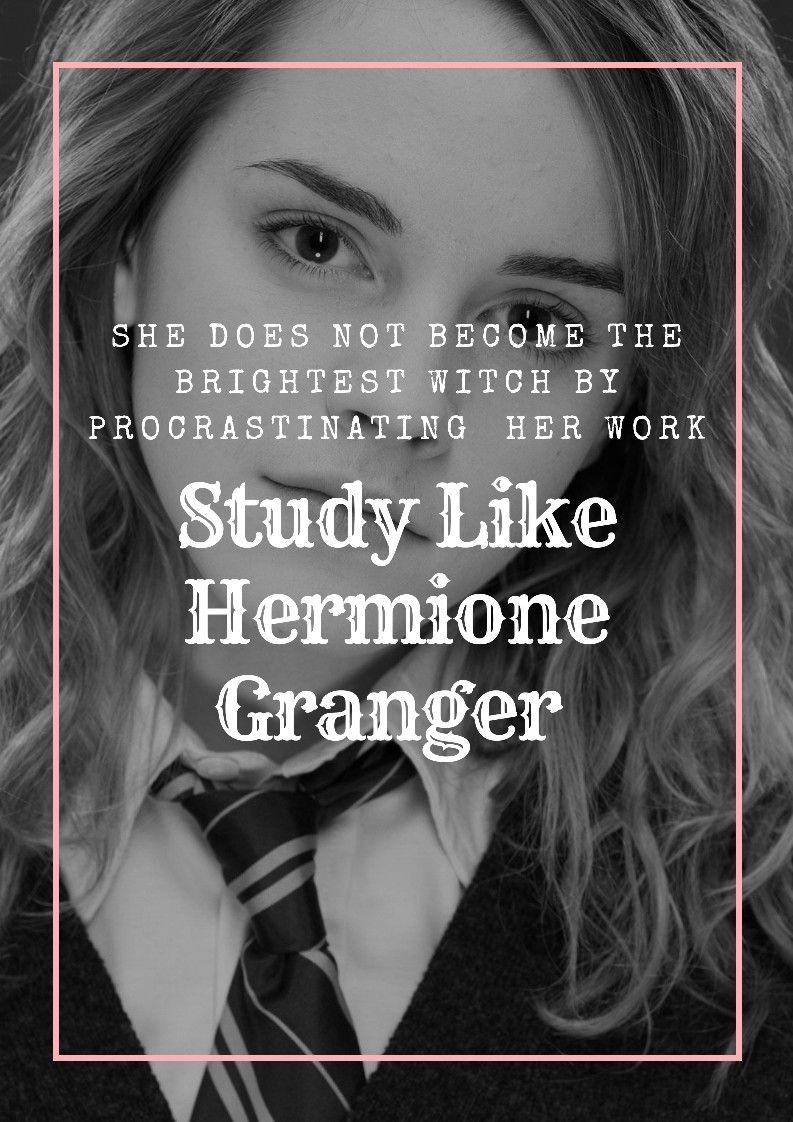 SHE DOES NOT BECOME THE
BRIGHTEST WITCH BY
PROCRASTINATING HER WORK
Study Like
Hermione
Granger